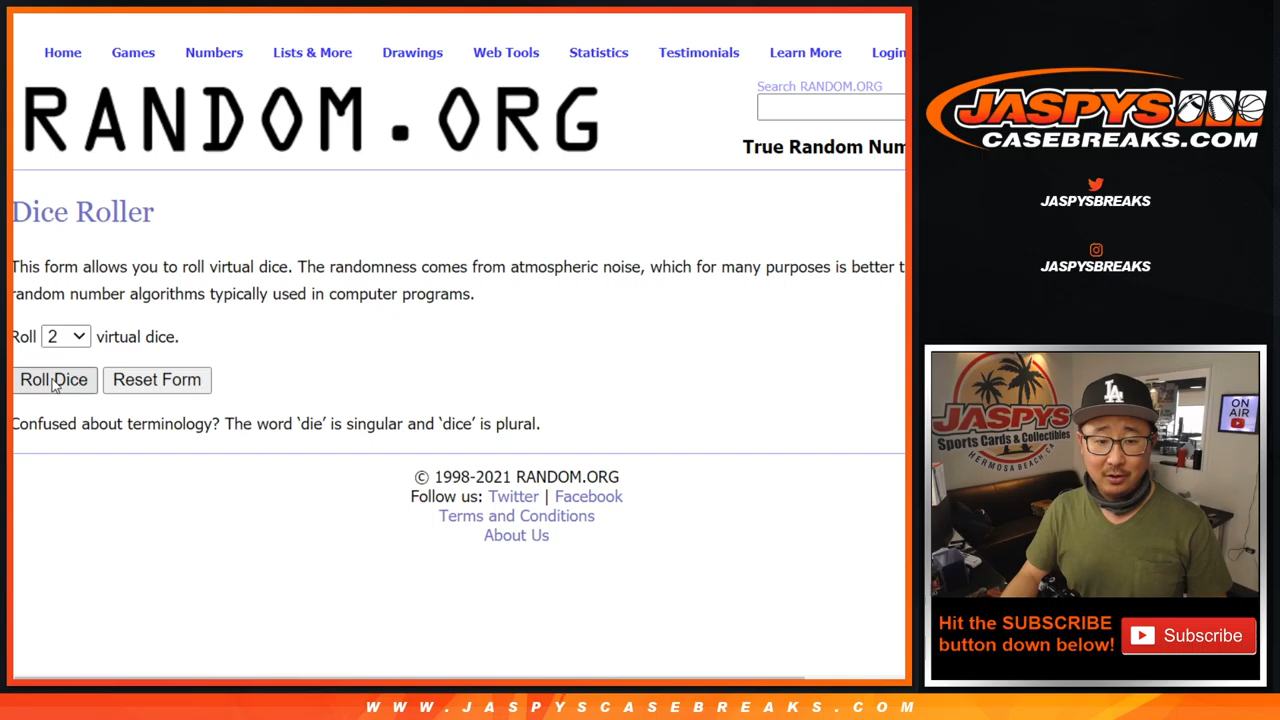 Home Games Numbers Lists & More Drawings Web Tools Statistics Testimonials Learn More Login
RANDOM.ORG
Search RANDOM.ORG
True Random Num
Dice Roller
This form allows you to roll virtual dice. The randomness comes from atmospheric noise, which for many purposes is better t
random number algorithms typically used in computer programs.
Roll 2 virtual dice.
Roll Dice Reset Form
Confused about terminology? The word ‘die’ is singular and ‘dice’ is plural.
© 1998-2021 RANDOM.ORG
Follow us: Twitter | Facebook
Terms and Conditions
About Us
JASPYS
CASEBREAKS.COM
JASPYSBREAKS
JASPYSBREAKS
JASPYS
Sports Cards & Collectibles
HERMOSA BEACH, CA
LA
ON
AIR
Hit the SUBSCRIBE
button down below!
Subscribe
WWW.JASPYSCASEBREAKS.COM